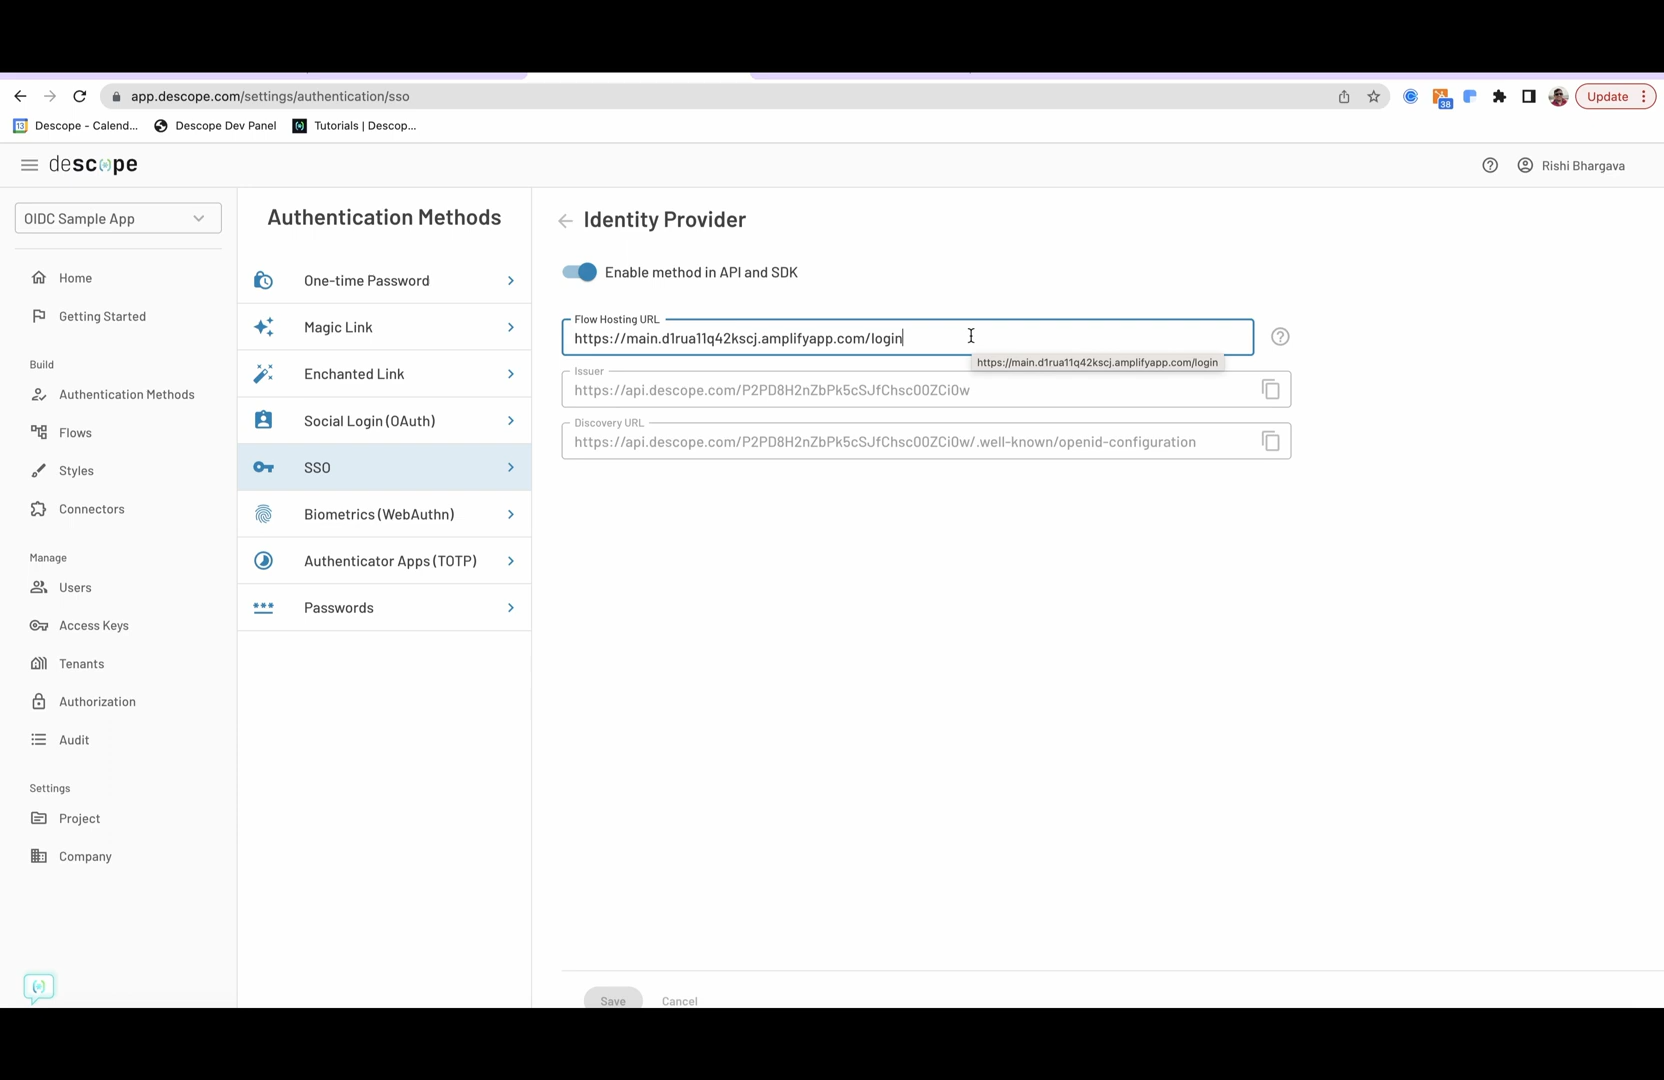 app.descope.com/settings/authentication/sso
38
Update
13
Descope - Calend...
Descope Dev Panel
Tutorials | Descop...
descope
Rishi Bhargava
OIDC Sample App
Home
Getting Started
Build
Authentication Methods
Flows
Styles
Connectors
Manage
Users
Access Keys
Tenants
Authorization
Audit
Settings
Project
Company
Authentication Methods
One-time Password
Magic Link
Enchanted Link
Social Login (OAuth)
SSO
Biometrics (WebAuthn)
Authenticator Apps (TOTP)
Passwords
Identity Provider
Enable method in API and SDK
Flow Hosting URL
https://main.d1rua11q42kscj.amplifyapp.com/login
https://main.d1rua11q42kscj.amplifyapp.com/login
Issuer
https://api.descope.com/P2PD8H2nZbPk5cSJfChsc00ZCi0w
Discovery URL
https://api.descope.com/P2PD8H2nZbPk5cSJfChsc00ZCi0w/.well-known/openid-configuration
Save
Cancel